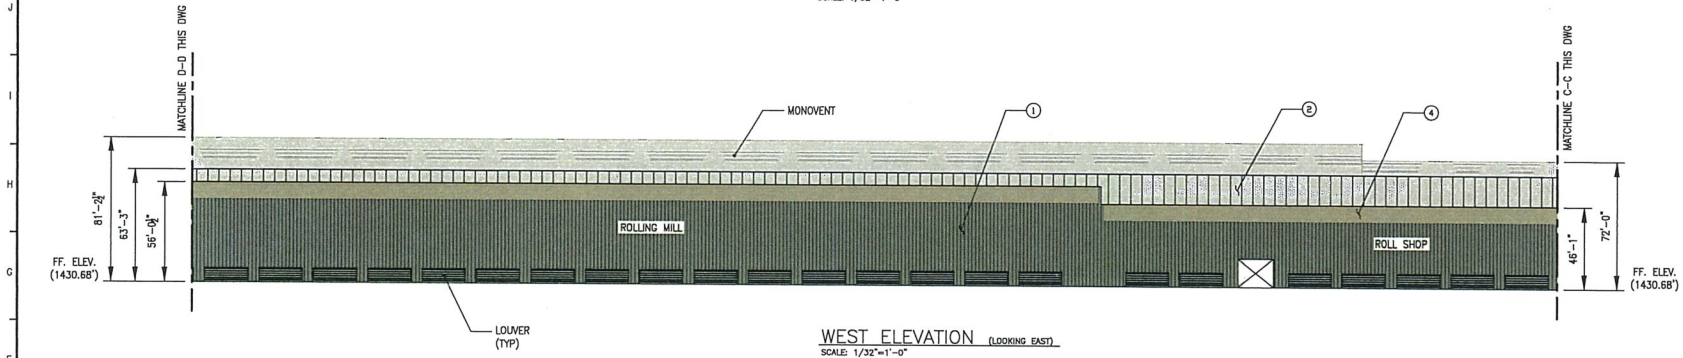 J
I
H
G
MATCHLINE D-D THIS DWG
MATCHLINE C-C THIS DWG
MONOVENT
1
2
4
81'-2½"
63'-3"
56'-0½"
FF. ELEV.
(1430.68')
ROLLING MILL
ROLL SHOP
46'-1"
72'-0"
FF. ELEV.
(1430.68')
LOUVER
(TYP)
WEST ELEVATION (LOOKING EAST)
SCALE: 1/32"=1'-0"